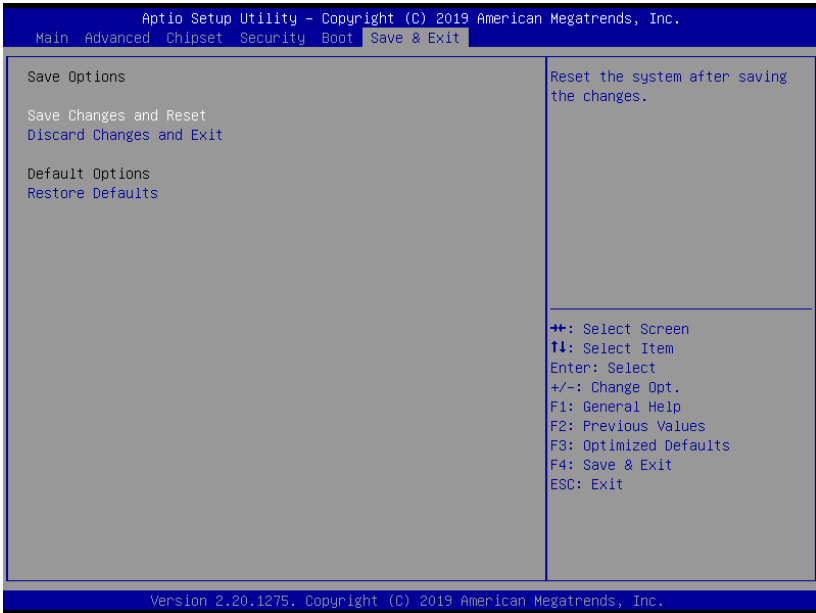 Aptio Setup Utility – Copyright (C) 2019 American Megatrends, Inc.
Main Advanced Chipset Security Boot Save & Exit
Save Options
Save Changes and Reset
Discard Changes and Exit
Default Options
Restore Defaults
Reset the system after saving
the changes.
→←: Select Screen
↑↓: Select Item
Enter: Select
+/-: Change Opt.
F1: General Help
F2: Previous Values
F3: Optimized Defaults
F4: Save & Exit
ESC: Exit
Version 2.20.1275. Copyright (C) 2019 American Megatrends, Inc.